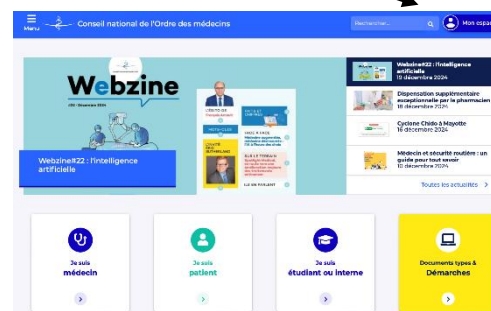 Menu
Conseil national de l'Ordre des médecins
Rechercher...
Mon espa
Webzine
Webzine#22 : l'intelligence
artificielle
Webzine#22 : l'intelligence
artificielle
19 décembre 2024
Dispensation supplémentaire
exceptionnelle par le pharmacien
18 décembre 2024
Cyclone Chido à Mayotte
16 décembre 2024
Médecin et sécurité routière : un
guide pour tout savoir
10 décembre 2024
Toutes les actualités
Je suis
médecin
Je suis
patient
Je suis
étudiant ou interne
Documents types &
Démarches